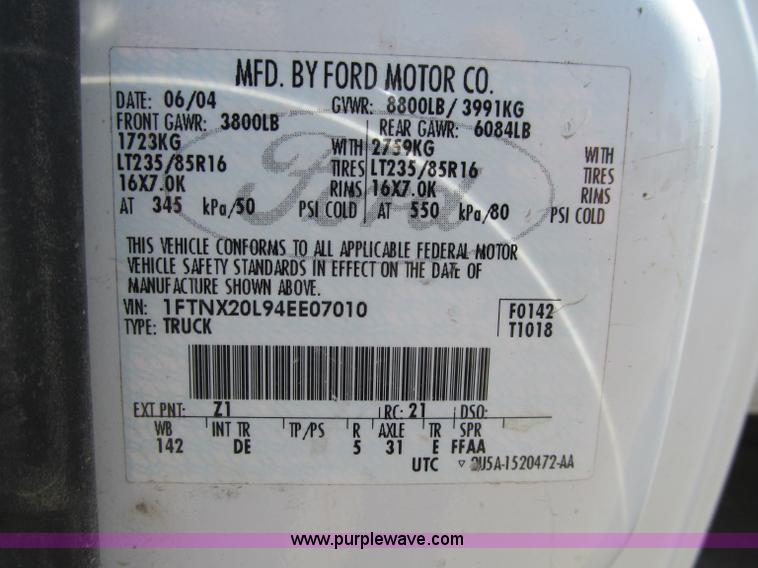 MFD. BY FORD MOTOR CO.
DATE: 06/04 GVWR: 8800LB/ 3991KG
FRONT GAWR: 3800LB REAR GAWR: 6084LB
1723KG WITH 2759KG WITH
LT235/85R16 TIRES LT235/85R16 TIRES
16X7.0K RIMS 16X7.0K RIMS
AT 345 kPa/50 PSI COLD AT 550 kPa/80 PSI COLD
Ford
THIS VEHICLE CONFORMS TO ALL APPLICABLE FEDERAL MOTOR
VEHICLE SAFETY STANDARDS IN EFFECT ON THE DATE OF
MANUFACTURE SHOWN ABOVE.
VIN: 1FTNX20L94EE07010 F0142
TYPE: TRUCK T1018
EXT PNT: Z1 RC: 21 DSO:
WB INT TR TP/PS R AXLE TR SPR
142 DE 5 31 E FFAA
UTC ▽ 2U5A-1520472-AA
www.purplewave.com